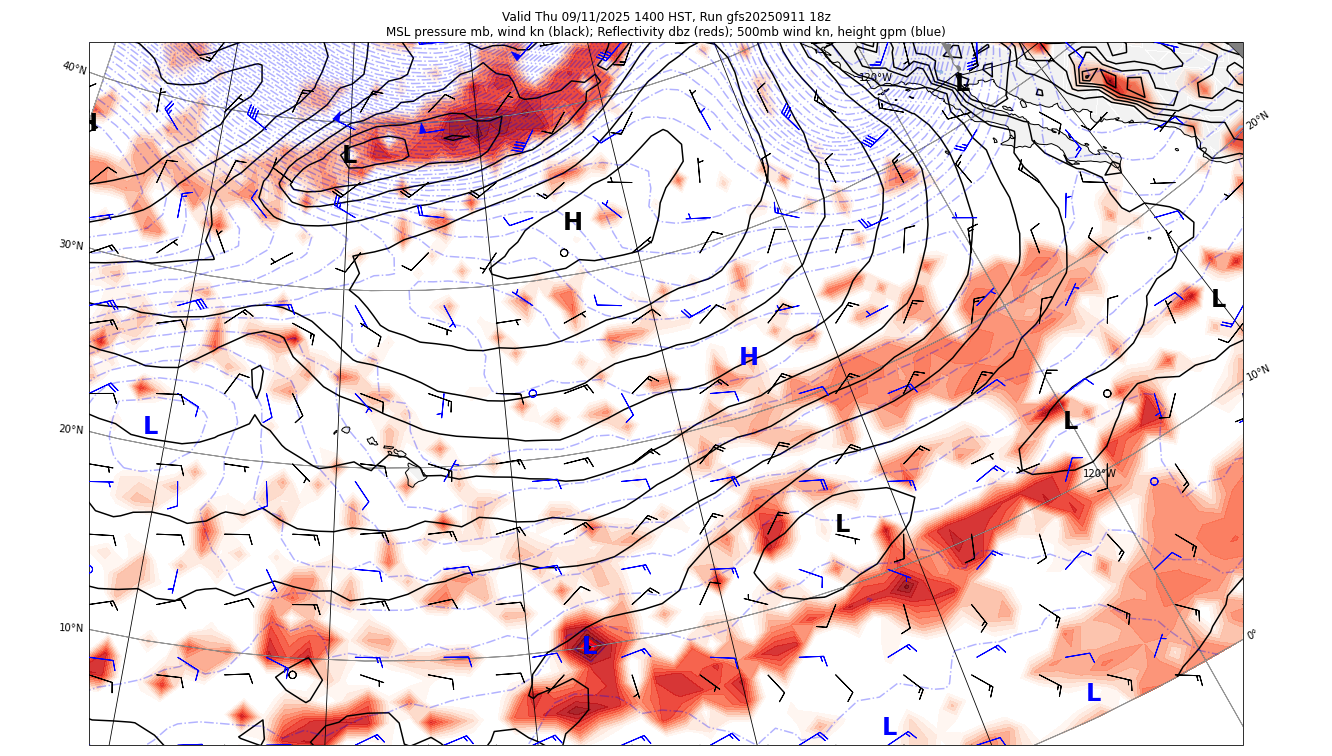 Valid Thu 09/11/2025 1400 HST, Run gfs20250911 18z
MSL pressure mb, wind kn (black); Reflectivity dbz (reds); 500mb wind kn, height gpm (blue)
40°N
120°W
L
20°N
H
L
H
30°N
L
H
10°N
L
L
20°N
120°W
L
10°N
L
0°
L
L